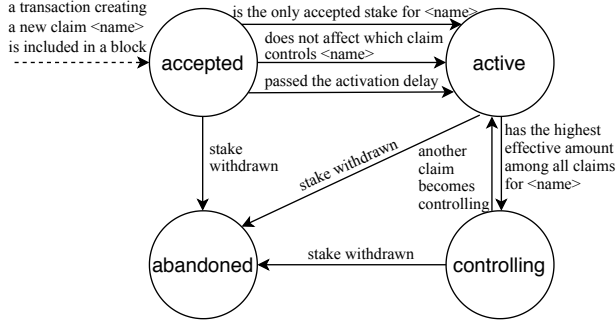 a transaction creating
a new claim <name>
is included in a block
accepted
is the only accepted stake for <name>
does not affect which claim
controls <name>
passed the activation delay
active
stake
withdrawn
stake withdrawn
another
claim
becomes
controlling
has the highest
effective amount
among all claims
for <name>
abandoned
stake withdrawn
controlling